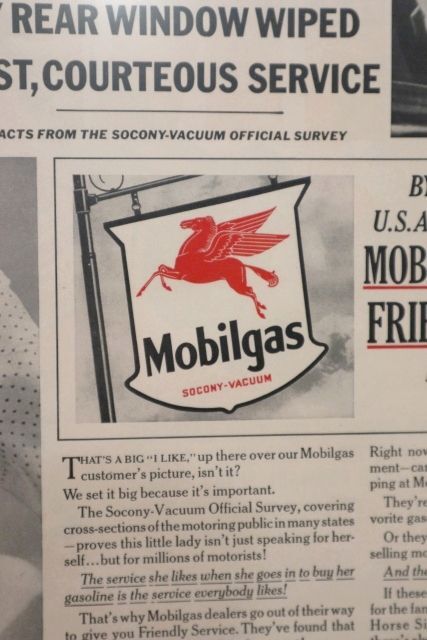 REAR WINDOW WIPED
ST, COURTEOUS SERVICE
ACTS FROM THE SOCONY-VACUUM OFFICIAL SURVEY
BY
U.S.A
MOB
FRIE
Mobilgas
SOCONY-VACUUM
THAT'S A BIG "I LIKE," up there over our Mobilgas
customer's picture, isn't it?
We set it big because it's important.
The Socony-Vacuum Official Survey, covering
cross-sections of the motoring public in many states
—proves this little lady isn't just speaking for her-
self...but for millions of motorists!
The service she likes when she goes in to buy her
gasoline is the service everybody likes!
That's why Mobilgas dealers go out of their way
to give you Friendly Service. They've found that
Right now
ment—ca
ping at M
They're
vorite gas
Or they
selling mo
And the
If these
for the fam
Horse Si